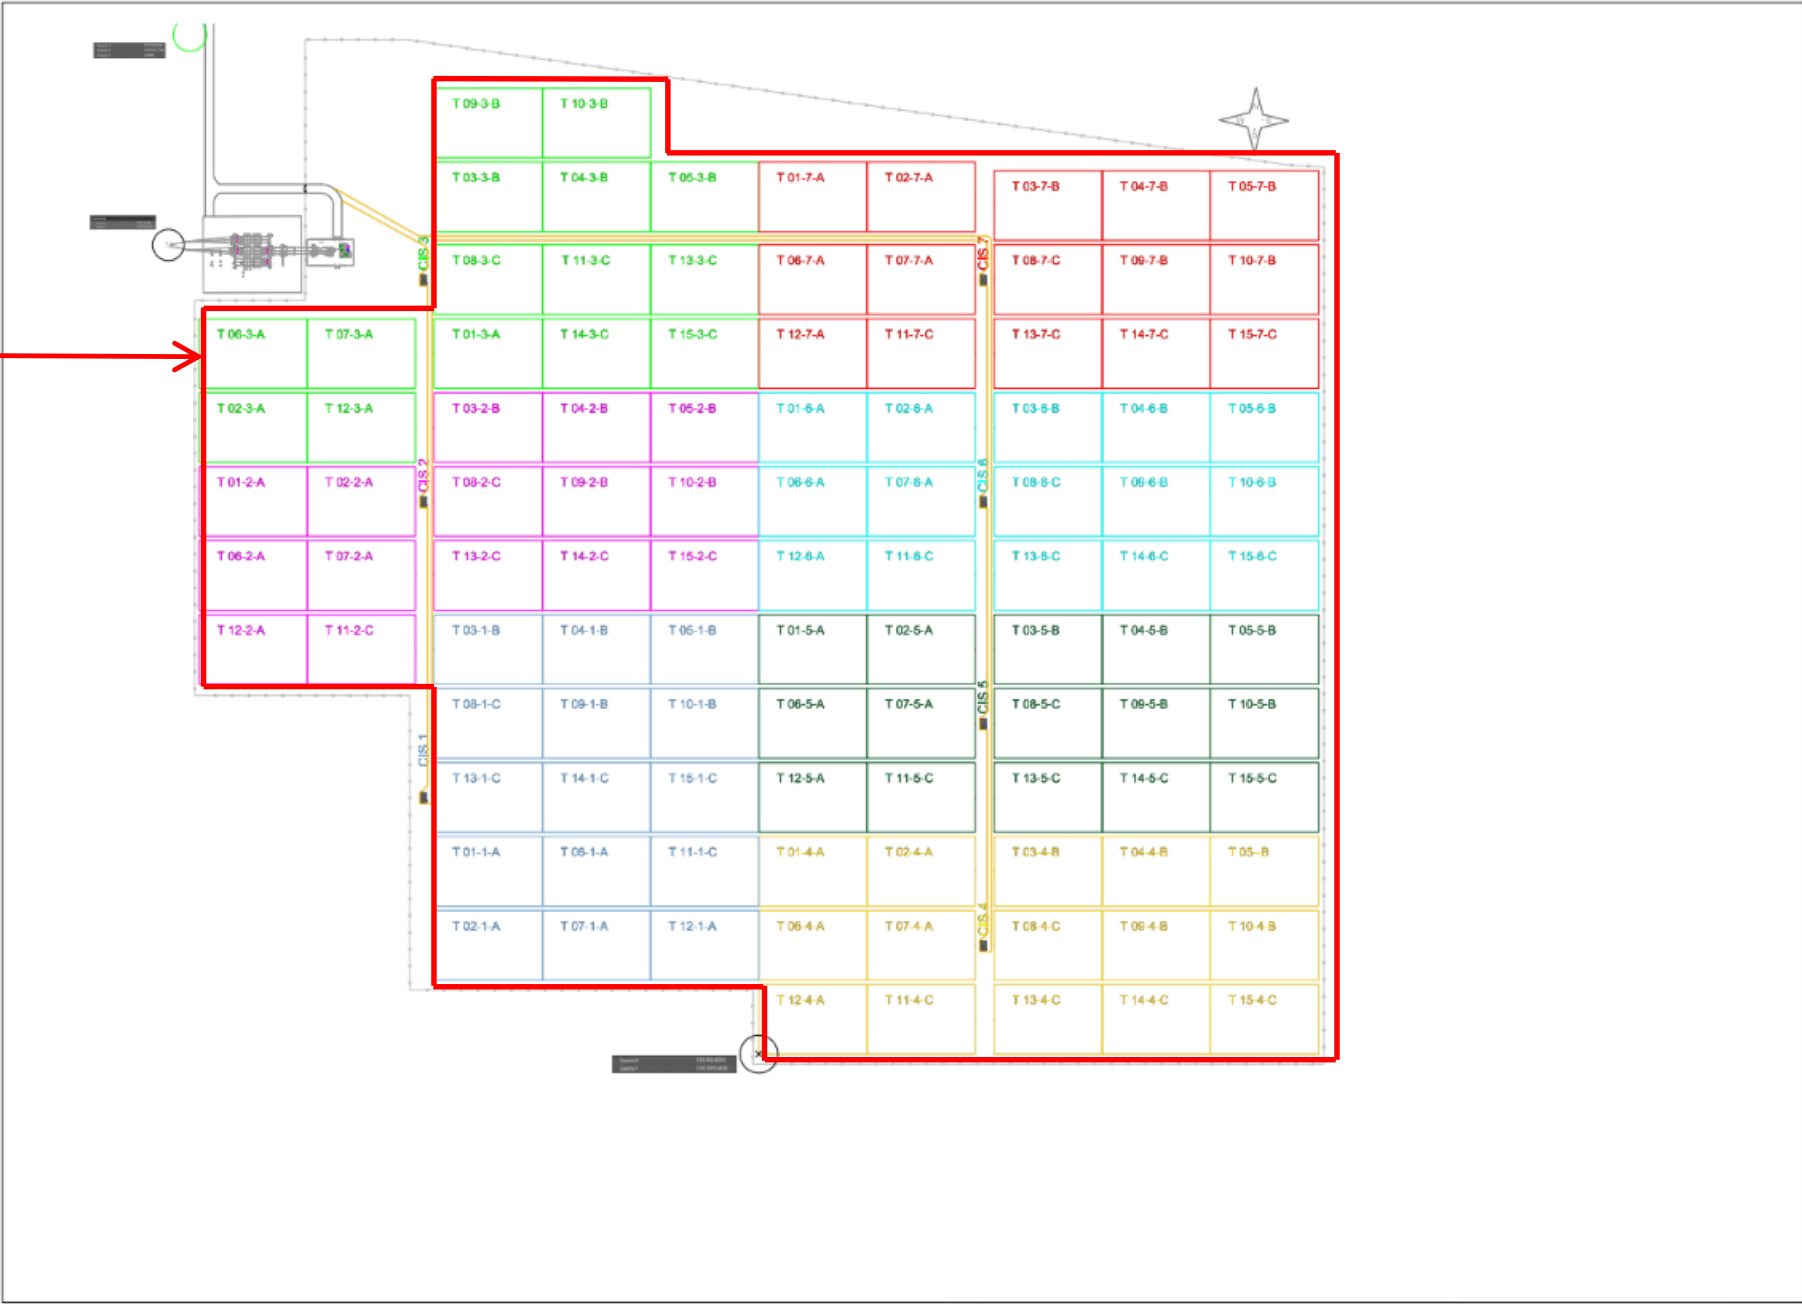 T 09-3-B T 10-3-B
T 03-3-B T 04-3-B T 05-3-B T 01-7-A T 02-7-A T 03-7-B T 04-7-B T 05-7-B
CIS 3 T 08-3-C T 11-3-C T 13-3-C T 06-7-A T 07-7-A CIS 7 T 08-7-C T 09-7-B T 10-7-B
T 06-3-A T 07-3-A T 01-3-A T 14-3-C T 15-3-C T 12-7-A T 11-7-C T 13-7-C T 14-7-C T 15-7-C
T 02-3-A T 12-3-A T 03-2-B T 04-2-B T 05-2-B T 01-6-A T 02-6-A T 03-6-B T 04-6-B T 05-6-B
T 01-2-A T 02-2-A CIS 2 T 08-2-C T 09-2-B T 10-2-B T 06-6-A T 07-6-A CIS 6 T 08-6-C T 09-6-B T 10-6-B
T 06-2-A T 07-2-A T 13-2-C T 14-2-C T 15-2-C T 12-6-A T 11-6-C T 13-6-C T 14-6-C T 15-6-C
T 12-2-A T 11-2-C T 03-1-B T 04-1-B T 05-1-B T 01-5-A T 02-5-A T 03-5-B T 04-5-B T 05-5-B
T 08-1-C T 09-1-B T 10-1-B T 06-5-A T 07-5-A CIS 5 T 08-5-C T 09-5-B T 10-5-B
CIS 1 T 13-1-C T 14-1-C T 15-1-C T 12-5-A T 11-5-C T 13-5-C T 14-5-C T 15-5-C
T 01-1-A T 06-1-A T 11-1-C T 01-4-A T 02-4-A T 03-4-B T 04-4-B T 05--B
T 02-1-A T 07-1-A T 12-1-A T 06-4-A T 07-4-A CIS 4 T 08-4-C T 09-4-B T 10-4-B
T 12-4-A T 11-4-C T 13-4-C T 14-4-C T 15-4-C